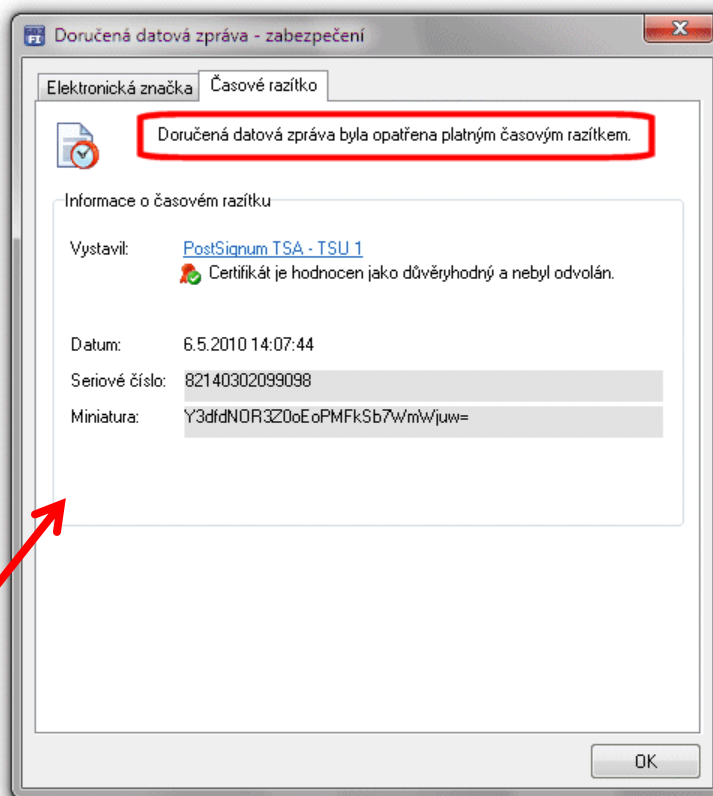 Doručená datová zpráva - zabezpečení
Elektronická značka
Časové razítko
Doručená datová zpráva byla opatřena platným časovým razítkem.
Informace o časovém razítku
Vystavil: PostSignum TSA - TSU 1
Certifikát je hodnocen jako důvěryhodný a nebyl odvolán.
Datum: 6.5.2010 14:07:44
Seriové číslo: 82140302099098
Miniatura: Y3dfdNOR3Z0oEoPMFkSb7WmWjuw=
OK